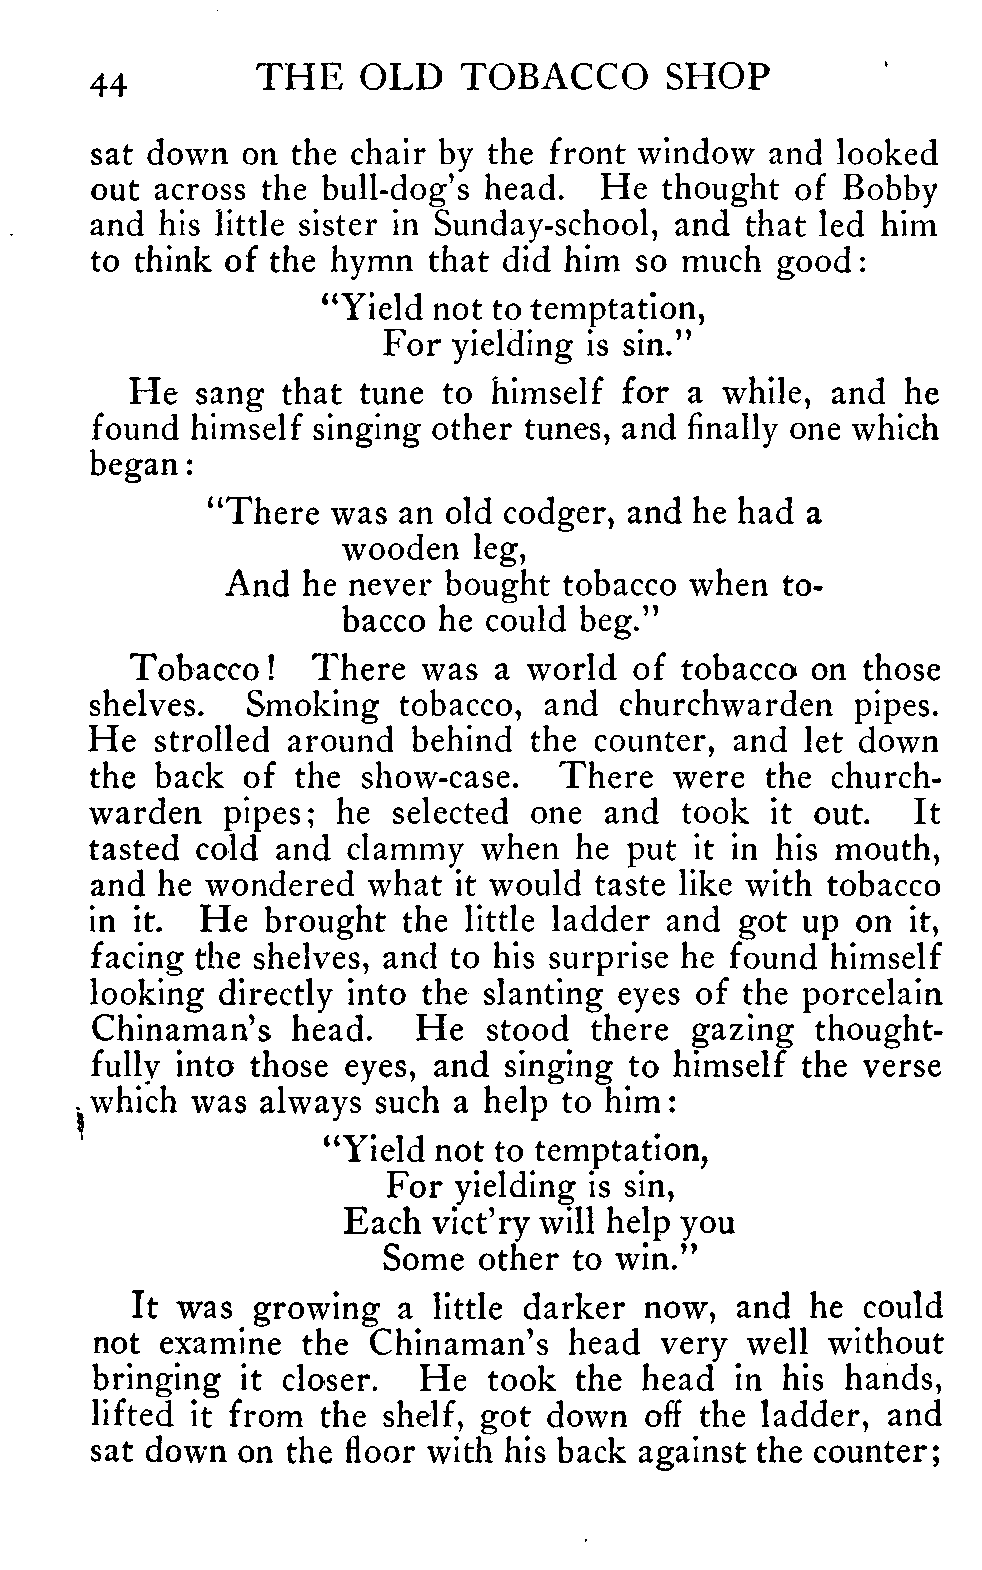 44 THE OLD TOBACCO SHOP
sat down on the chair by the front window and looked
out across the bull-dog's head. He thought of Bobby
and his little sister in Sunday-school, and that led him
to think of the hymn that did him so much good:
"Yield not to temptation,
For yielding is sin."
He sang that tune to himself for a while, and he
found himself singing other tunes, and finally one which
began:
"There was an old codger, and he had a
wooden leg,
And he never bought tobacco when to-
bacco he could beg."
Tobacco! There was a world of tobacco on those
shelves. Smoking tobacco, and churchwarden pipes.
He strolled around behind the counter, and let down
the back of the show-case. There were the church-
warden pipes; he selected one and took it out. It
tasted cold and clammy when he put it in his mouth,
and he wondered what it would taste like with tobacco
in it. He brought the little ladder and got up on it,
facing the shelves, and to his surprise he found himself
looking directly into the slanting eyes of the porcelain
Chinaman's head. He stood there gazing thought-
fully into those eyes, and singing to himself the verse
which was always such a help to him:
"Yield not to temptation,
For yielding is sin,
Each vict'ry will help you
Some other to win."
It was growing a little darker now, and he could
not examine the Chinaman's head very well without
bringing it closer. He took the head in his hands,
lifted it from the shelf, got down off the ladder, and
sat down on the floor with his back against the counter;